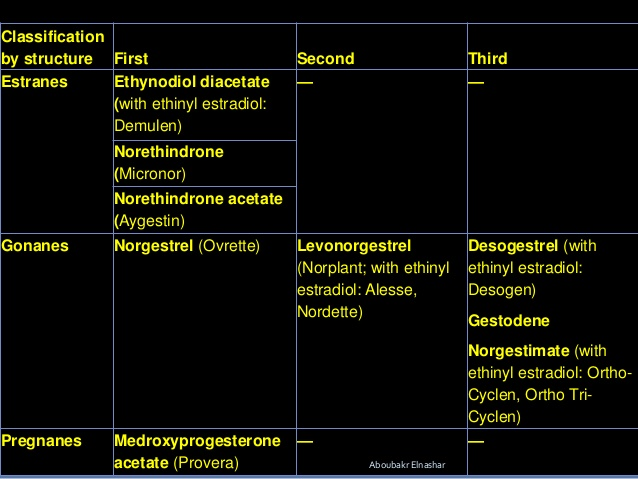 Classification
by structure
First
Second
Third
Estranes
Ethynodiol diacetate
(with ethinyl estradiol:
Demulen)
—
—
Norethindrone
(Micronor)
Norethindrone acetate
(Aygestin)
Gonanes
Norgestrel (Ovrette)
Levonorgestrel
(Norplant; with ethinyl
estradiol: Alesse,
Nordette)
Desogestrel (with
ethinyl estradiol:
Desogen)
Gestodene
Norgestimate (with
ethinyl estradiol: Ortho-
Cyclen, Ortho Tri-
Cyclen)
Pregnanes
Medroxyprogesterone
acetate (Provera)
—
—
Aboubakr Elnashar